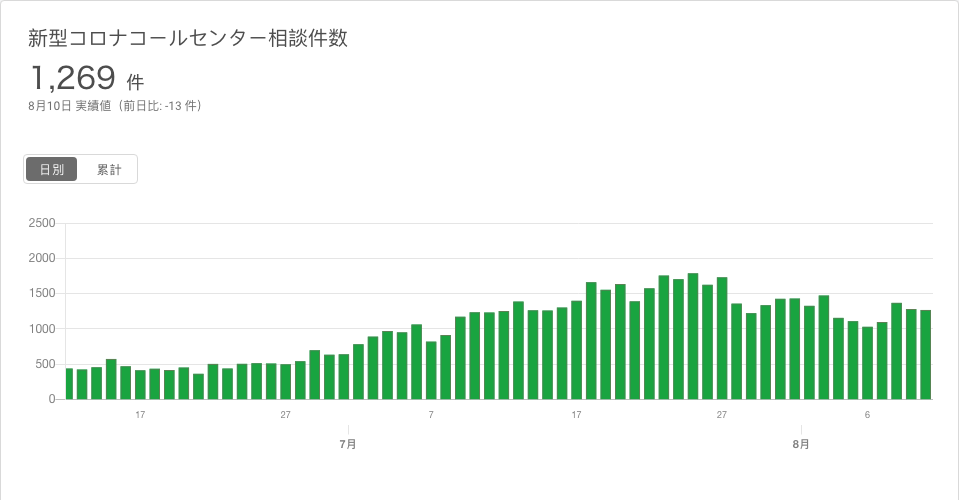 新型コロナコールセンター相談件数
1,269 件
8月10日 実績値（前日比: -13 件）
日別 累計
2500
2000
1500
1000
500
0
17 27 7 17 27 6
7月 8月